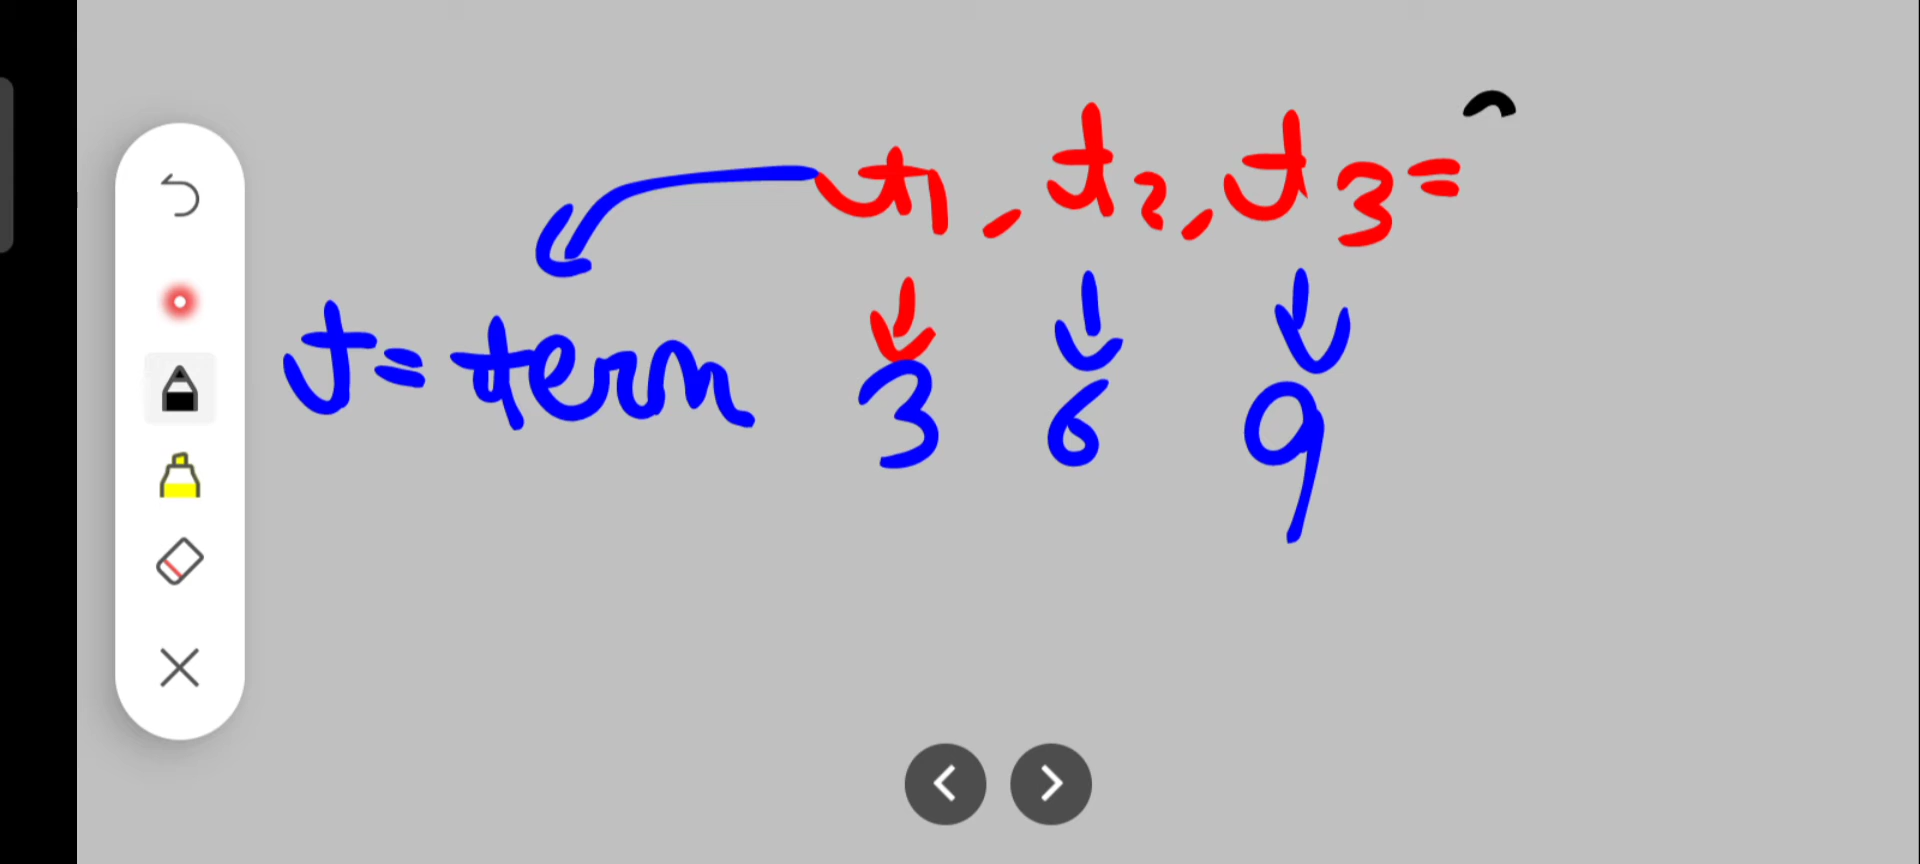 t1, t2, t3=
t= term 3 6 9